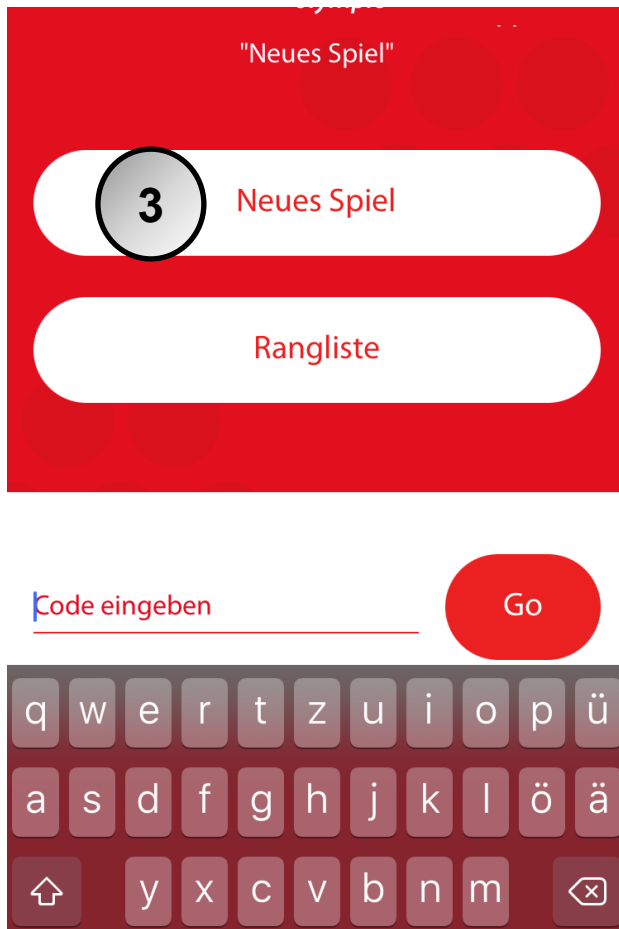 "Neues Spiel"
3
Neues Spiel
Rangliste
Code eingeben
Go
q w e r t z u i o p ü
a s d f g h j k l ö ä
y x c v b n m